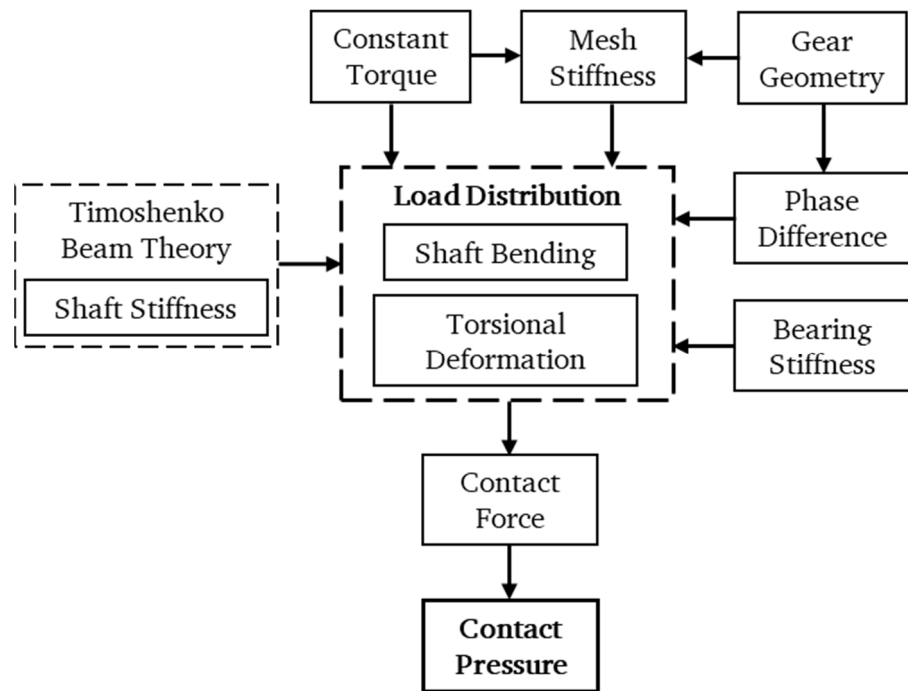 Constant
Torque
Mesh
Stiffness
Gear
Geometry
Timoshenko
Beam Theory
Shaft Stiffness
Load Distribution
Shaft Bending
Torsional
Deformation
Phase
Difference
Bearing
Stiffness
Contact
Force
Contact
Pressure